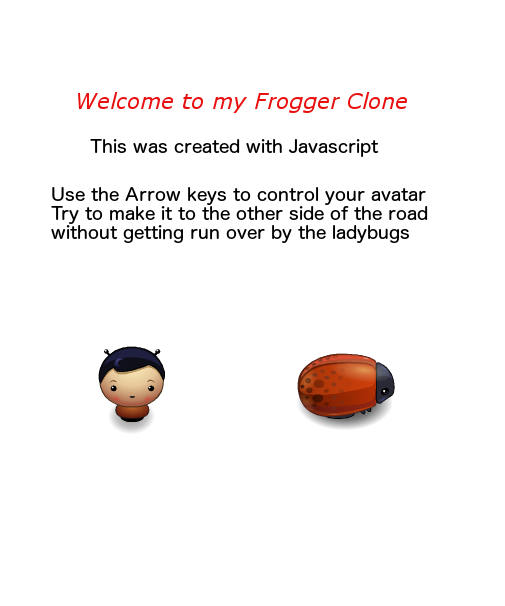 Welcome to my Frogger Clone
This was created with Javascript
Use the Arrow keys to control your avatar
Try to make it to the other side of the road
without getting run over by the ladybugs